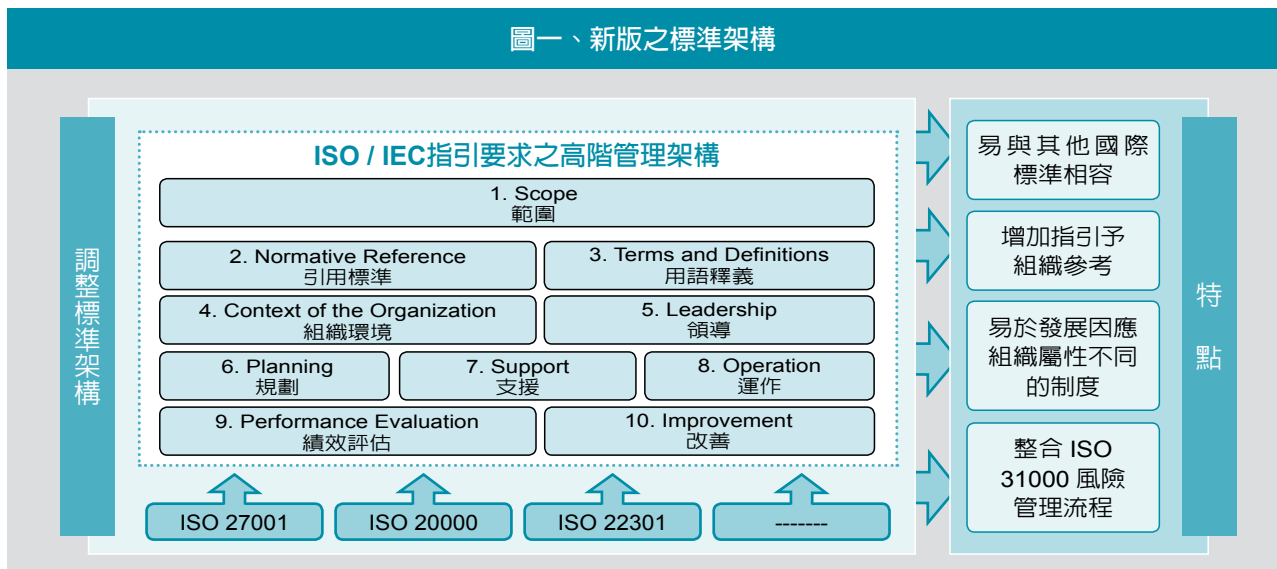 圖一、新版之標準架構
調整標準架構
ISO / IEC指引要求之高階管理架構
1. Scope
範圍
2. Normative Reference
引用標準
3. Terms and Definitions
用語釋義
4. Context of the Organization
組織環境
5. Leadership
領導
6. Planning
規劃
7. Support
支援
8. Operation
運作
9. Performance Evaluation
績效評估
10. Improvement
改善
ISO 27001
ISO 20000
ISO 22301
-------
易與其他國際
標準相容
增加指引予
組織參考
易於發展因應
組織屬性不同
的制度
整合 ISO
31000 風險
管理流程
特點